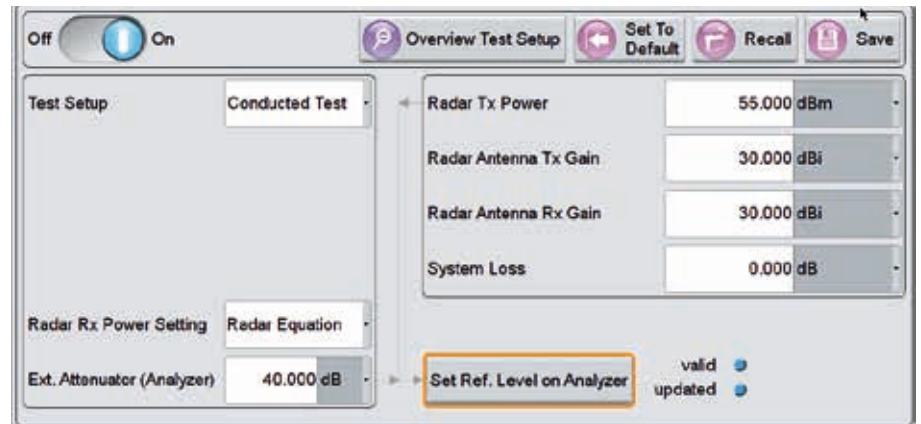 Off On Overview Test Setup Set To Default Recall Save
Test Setup Conducted Test
Radar Tx Power 55.000 dBm
Radar Antenna Tx Gain 30.000 dBi
Radar Antenna Rx Gain 30.000 dBi
System Loss 0.000 dB
Radar Rx Power Setting Radar Equation
Ext. Attenuator (Analyzer) 40.000 dB
Set Ref. Level on Analyzer
valid
updated